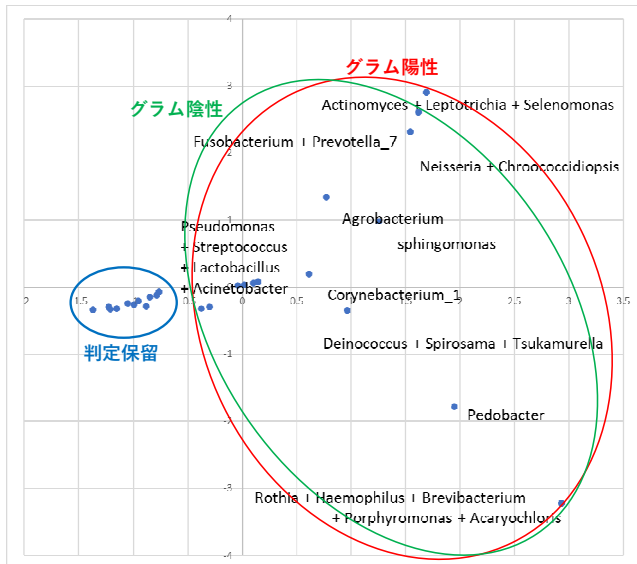 4
グラム陽性
3
グラム陰性
Actinomyces + Leptotrichia + Selenomonas
Fusobacterium + Prevotella_7
2
Neisseria + Chroococcidiopsis
1
Agrobacterium
Pseudomonas
sphingomonas
+ Streptococcus
+ Lactobacillus
+ Acinetobacter
Corynebacterium_1
-2 -1.5 -1 -0.5 0 0.5 1 1.5 2 2.5 3 3.5
判定保留
Deinococcus + Spirosama + Tsukamurella
-1
Pedobacter
-2
-3
Rothia + Haemophilus + Brevibacterium
+ Porphyromonas + Acaryochloris
-4